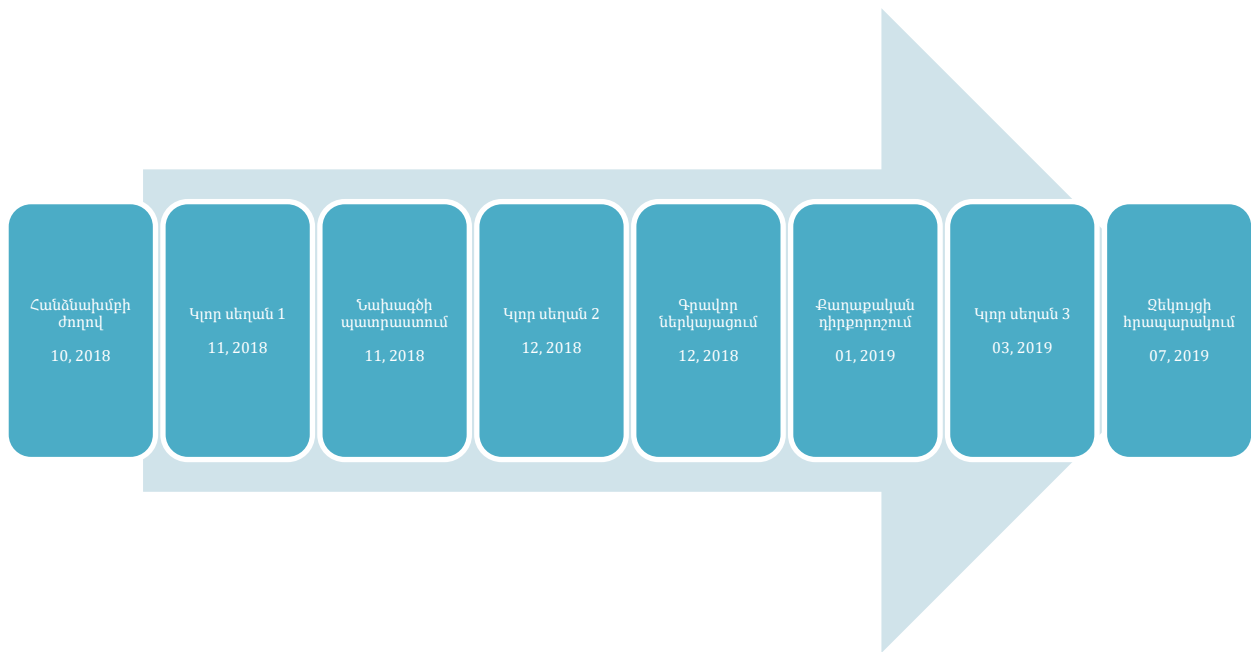 Հանձնախմբի
ժողով
10, 2018
Կլոր սեղան 1
11, 2018
Նախագծի
պատրաստում
11, 2018
Կլոր սեղան 2
12, 2018
Գրավոր
ներկայացում
12, 2018
Քաղաքական
դիրքորոշում
01, 2019
Կլոր սեղան 3
03, 2019
Զեկույցի
հրապարակում
07, 2019